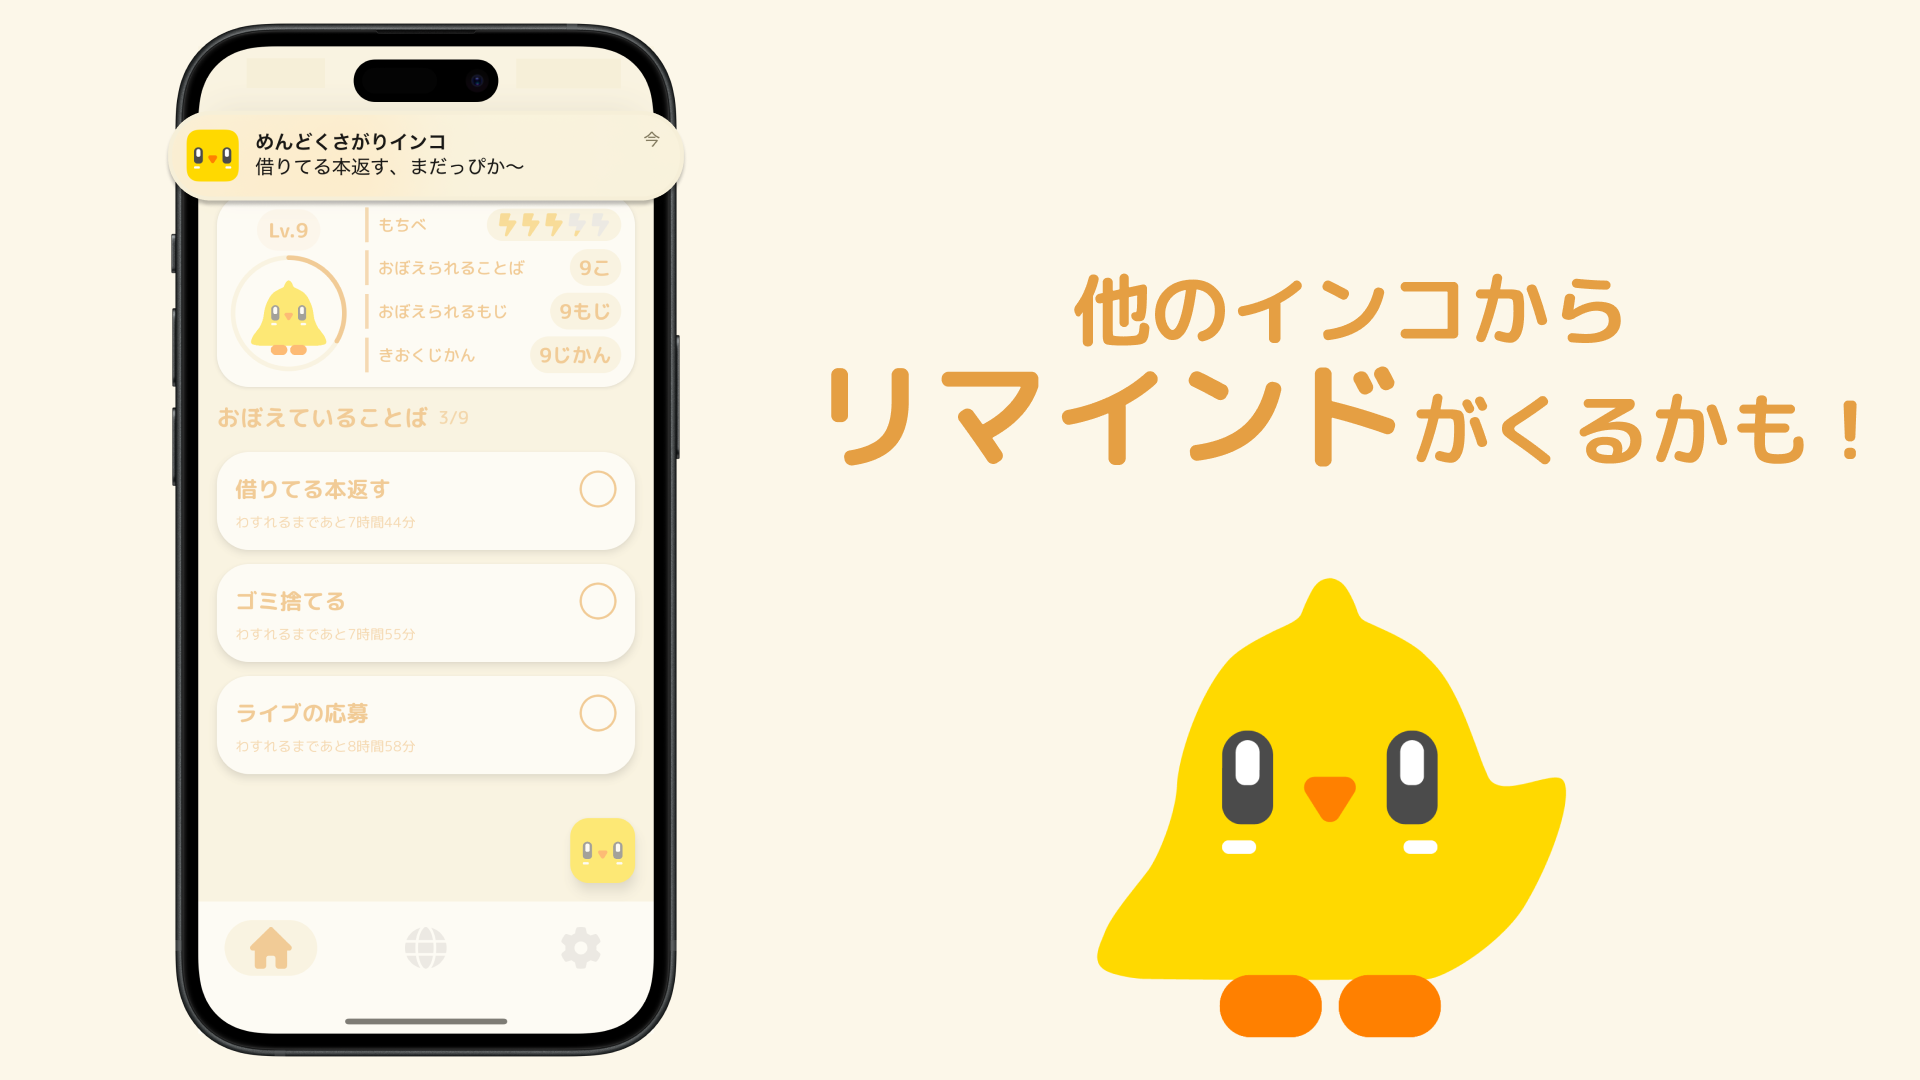 めんどくさがりインコ
今
借りてる本返す、まだっぴか〜
Lv.9
もちべ
おぼえられることば
9こ
おぼえられるもじ
9もじ
きおくじかん
9じかん
おぼえていることば 3/9
借りてる本返す
わすれるまであと7時間44分
ゴミ捨てる
わすれるまであと7時間55分
ライブの応募
わすれるまであと8時間58分
他のインコから
リマインドがくるかも！